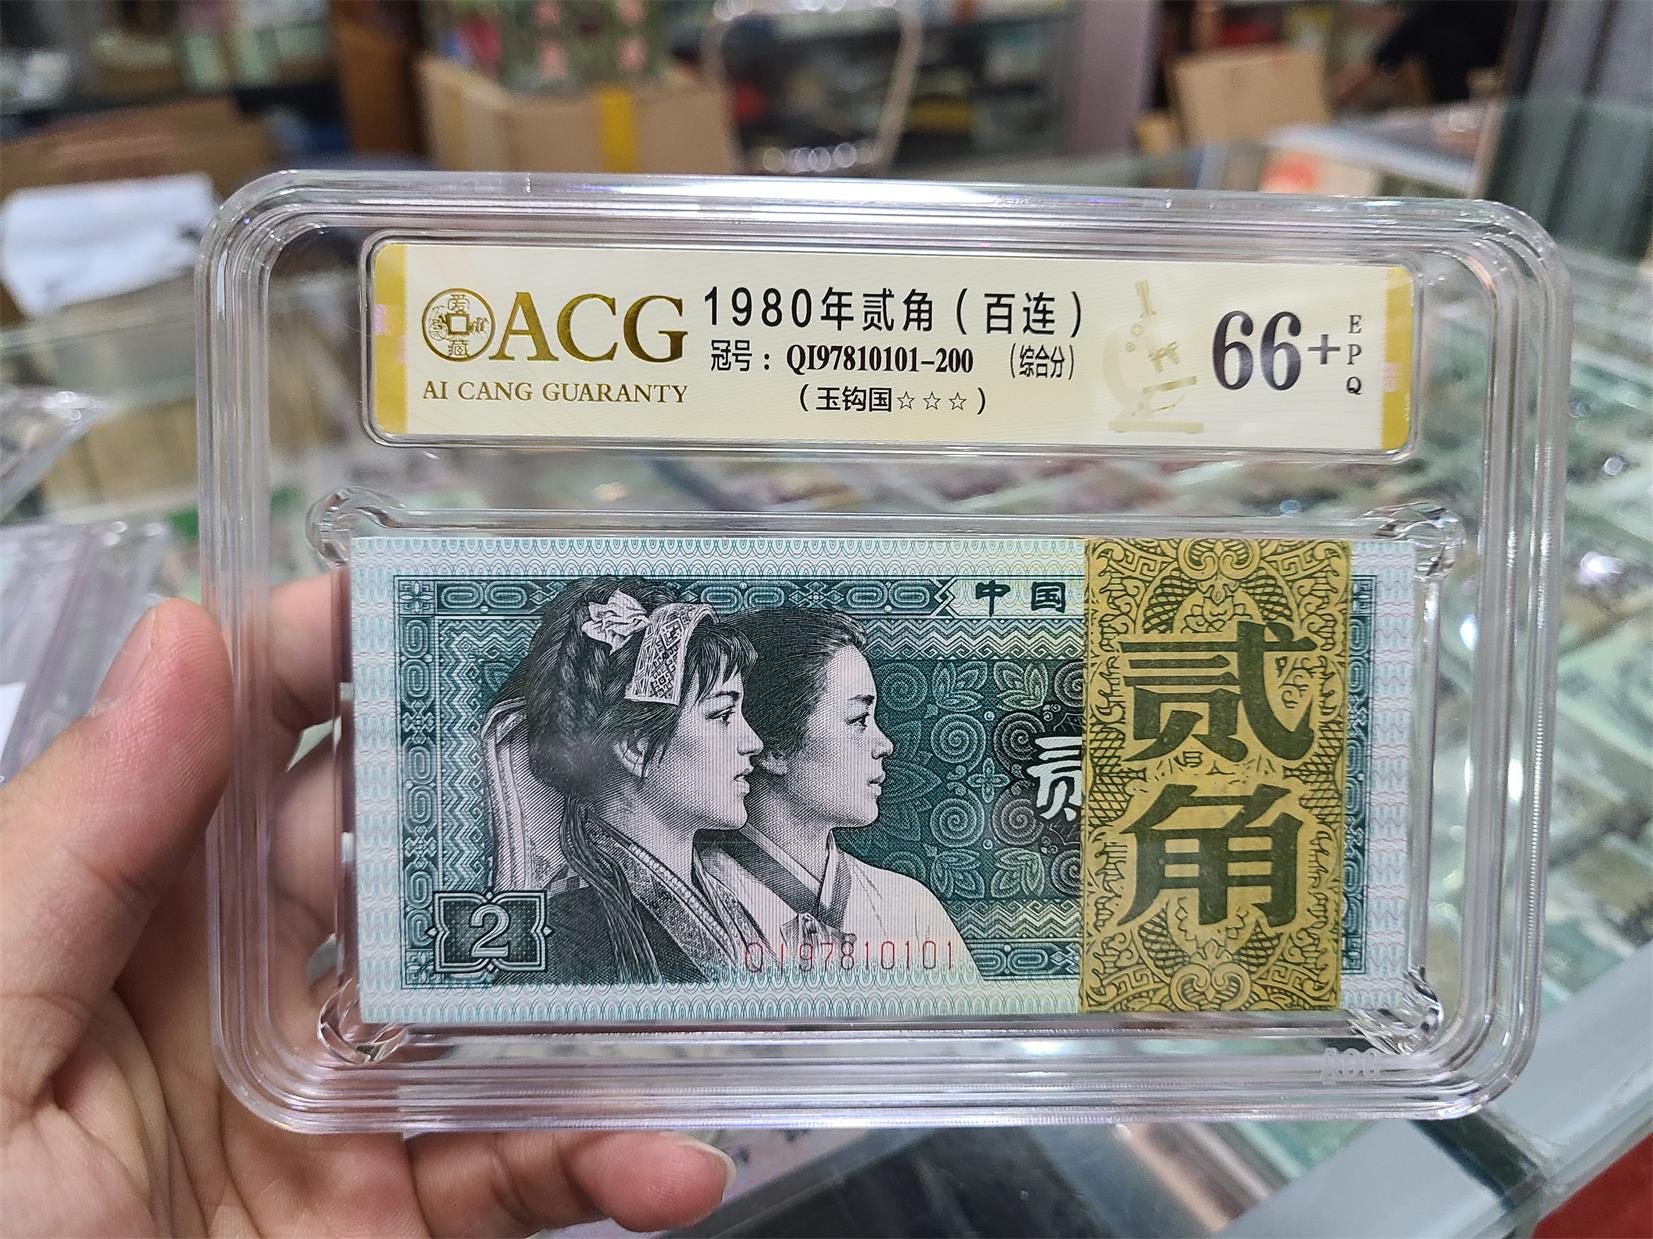 ACG
AI CANG GUARANTY
1980年贰角（百连）
冠号：QI97810101-200 （综合分）
（玉钩国☆☆☆）
66+
EPQ
中国
贰
2
QI97810101
贰角